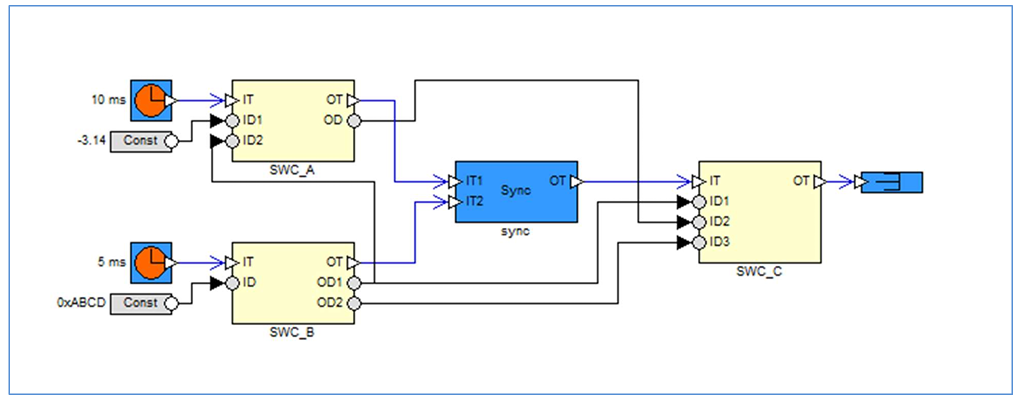 10 ms
IT
OT
ID1
OD
-3.14
Const
ID2
SWC_A
IT1
OT
Sync
IT2
sync
IT
OT
ID1
ID2
ID3
SWC_C
5 ms
IT
OT
ID
OD1
0xABCD
Const
OD2
SWC_B